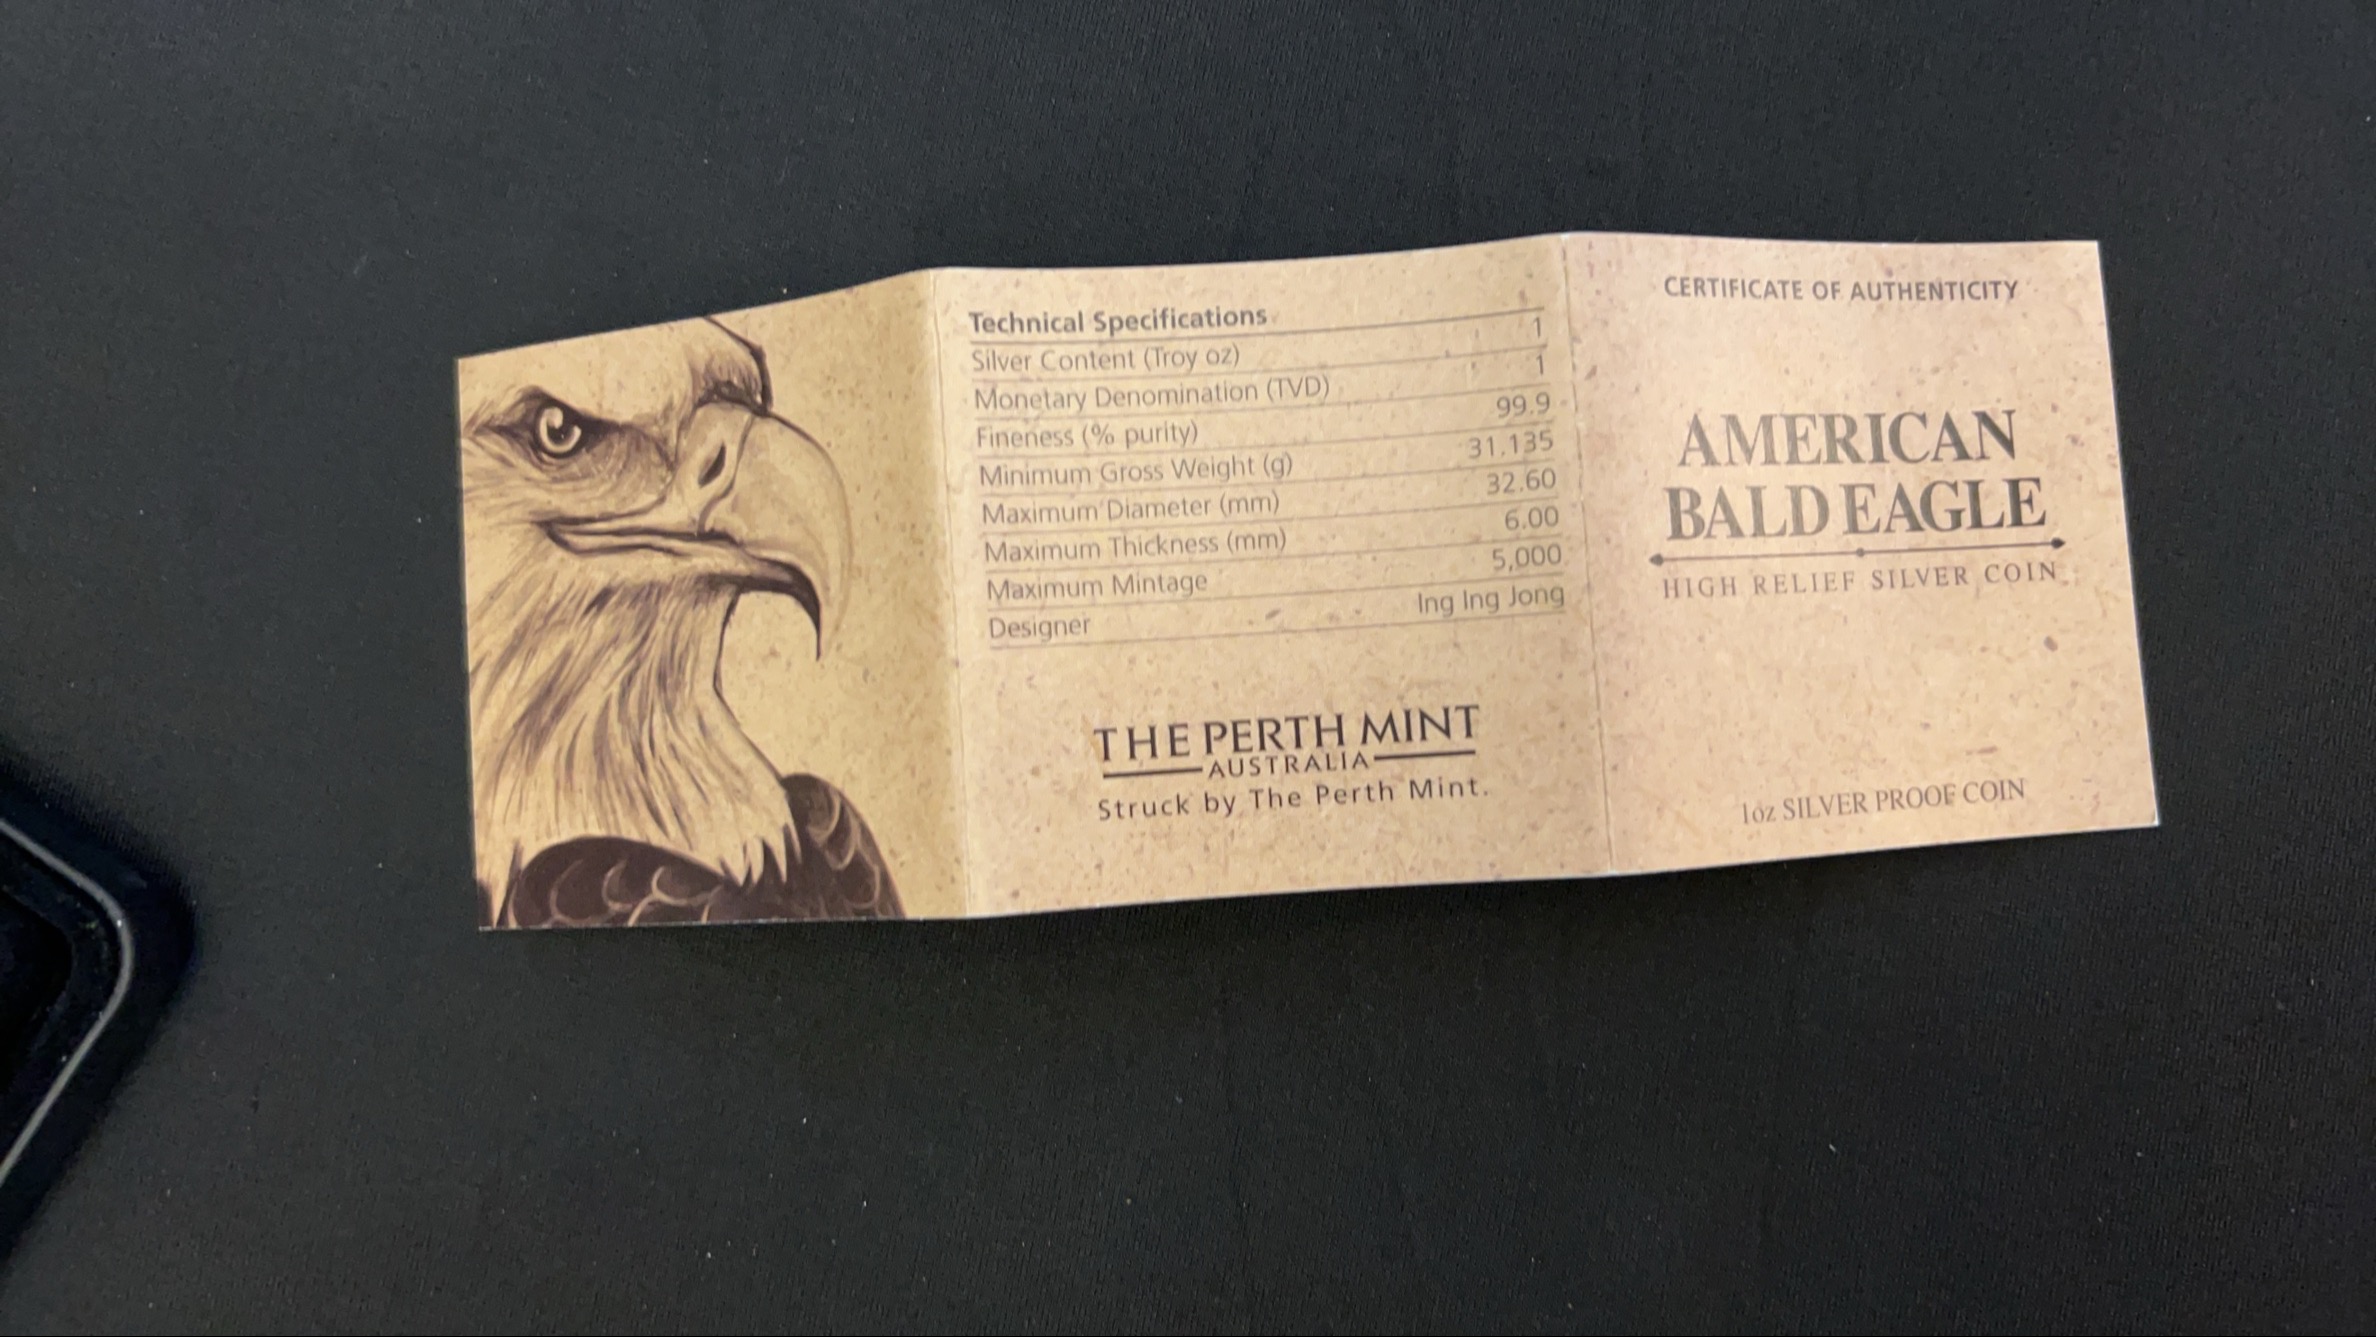 Technical Specifications
Silver Content (Troy oz) 1
Monetary Denomination (TVD) 1
Fineness (% purity) 99.9
Minimum Gross Weight (g) 31.135
Maximum Diameter (mm) 32.60
Maximum Thickness (mm) 6.00
Maximum Mintage 5,000
Designer Ing Ing Jong
THE PERTH MINT
AUSTRALIA
Struck by The Perth Mint.
CERTIFICATE OF AUTHENTICITY
AMERICAN
BALD EAGLE
HIGH RELIEF SILVER COIN
1oz SILVER PROOF COIN